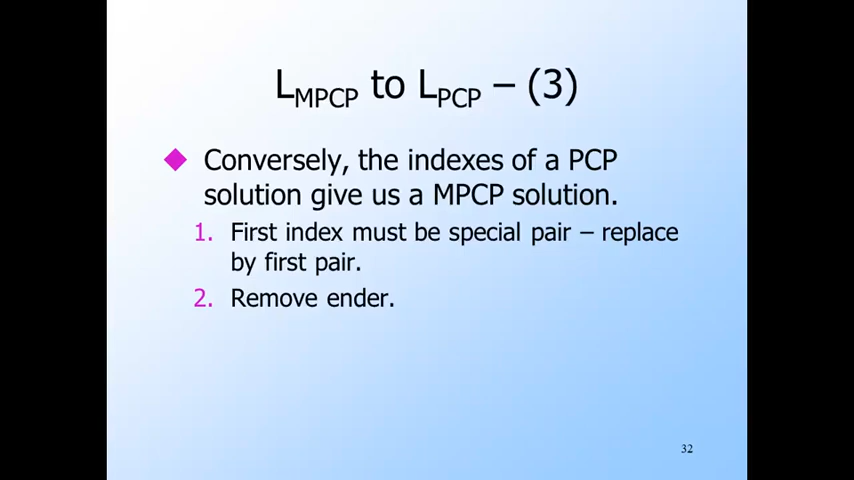 L_MPCP to L_PCP – (3)
Conversely, the indexes of a PCP
solution give us a MPCP solution.
1. First index must be special pair – replace
by first pair.
2. Remove ender.
32